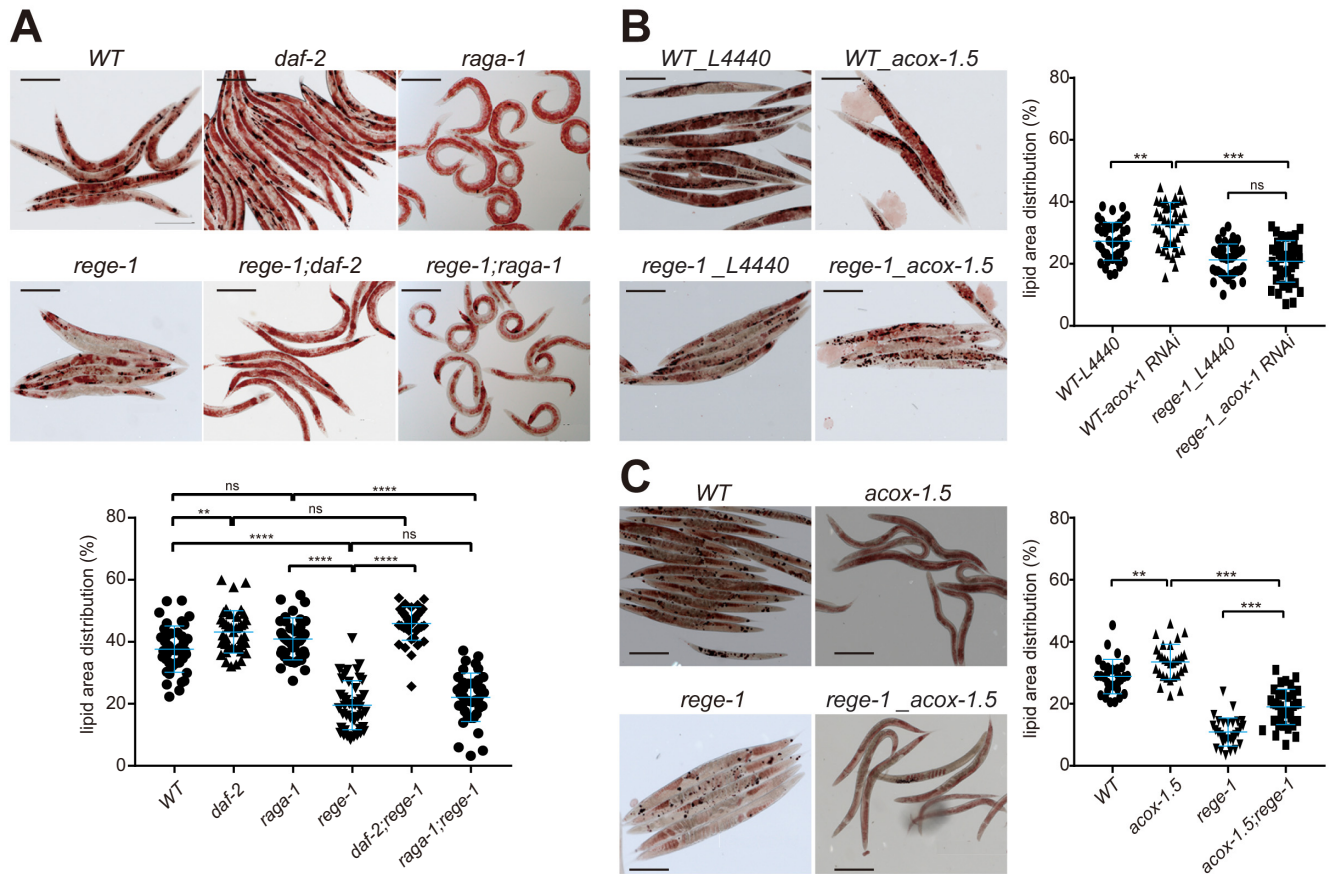 A
WT
daf-2
raga-1
rege-1
rege-1;daf-2
rege-1;raga-1
ns
****
**
ns
****
ns
****
****
lipid area distribution (%)
80
60
40
20
0
WT
daf-2
raga-1
rege-1
daf-2;rege-1
raga-1;rege-1
B
WT_L4440
WT_acox-1.5
rege-1 _L4440
rege-1_acox-1.5
lipid area distribution (%)
80
60
40
20
0
**
***
ns
WT-L4440
WT-acox-1 RNAi
rege-1_L4440
rege-1_acox-1 RNAi
C
WT
acox-1.5
rege-1
rege-1 _acox-1.5
lipid area distribution (%)
80
60
40
20
0
**
***
***
WT
acox-1.5
rege-1
acox-1.5;rege-1